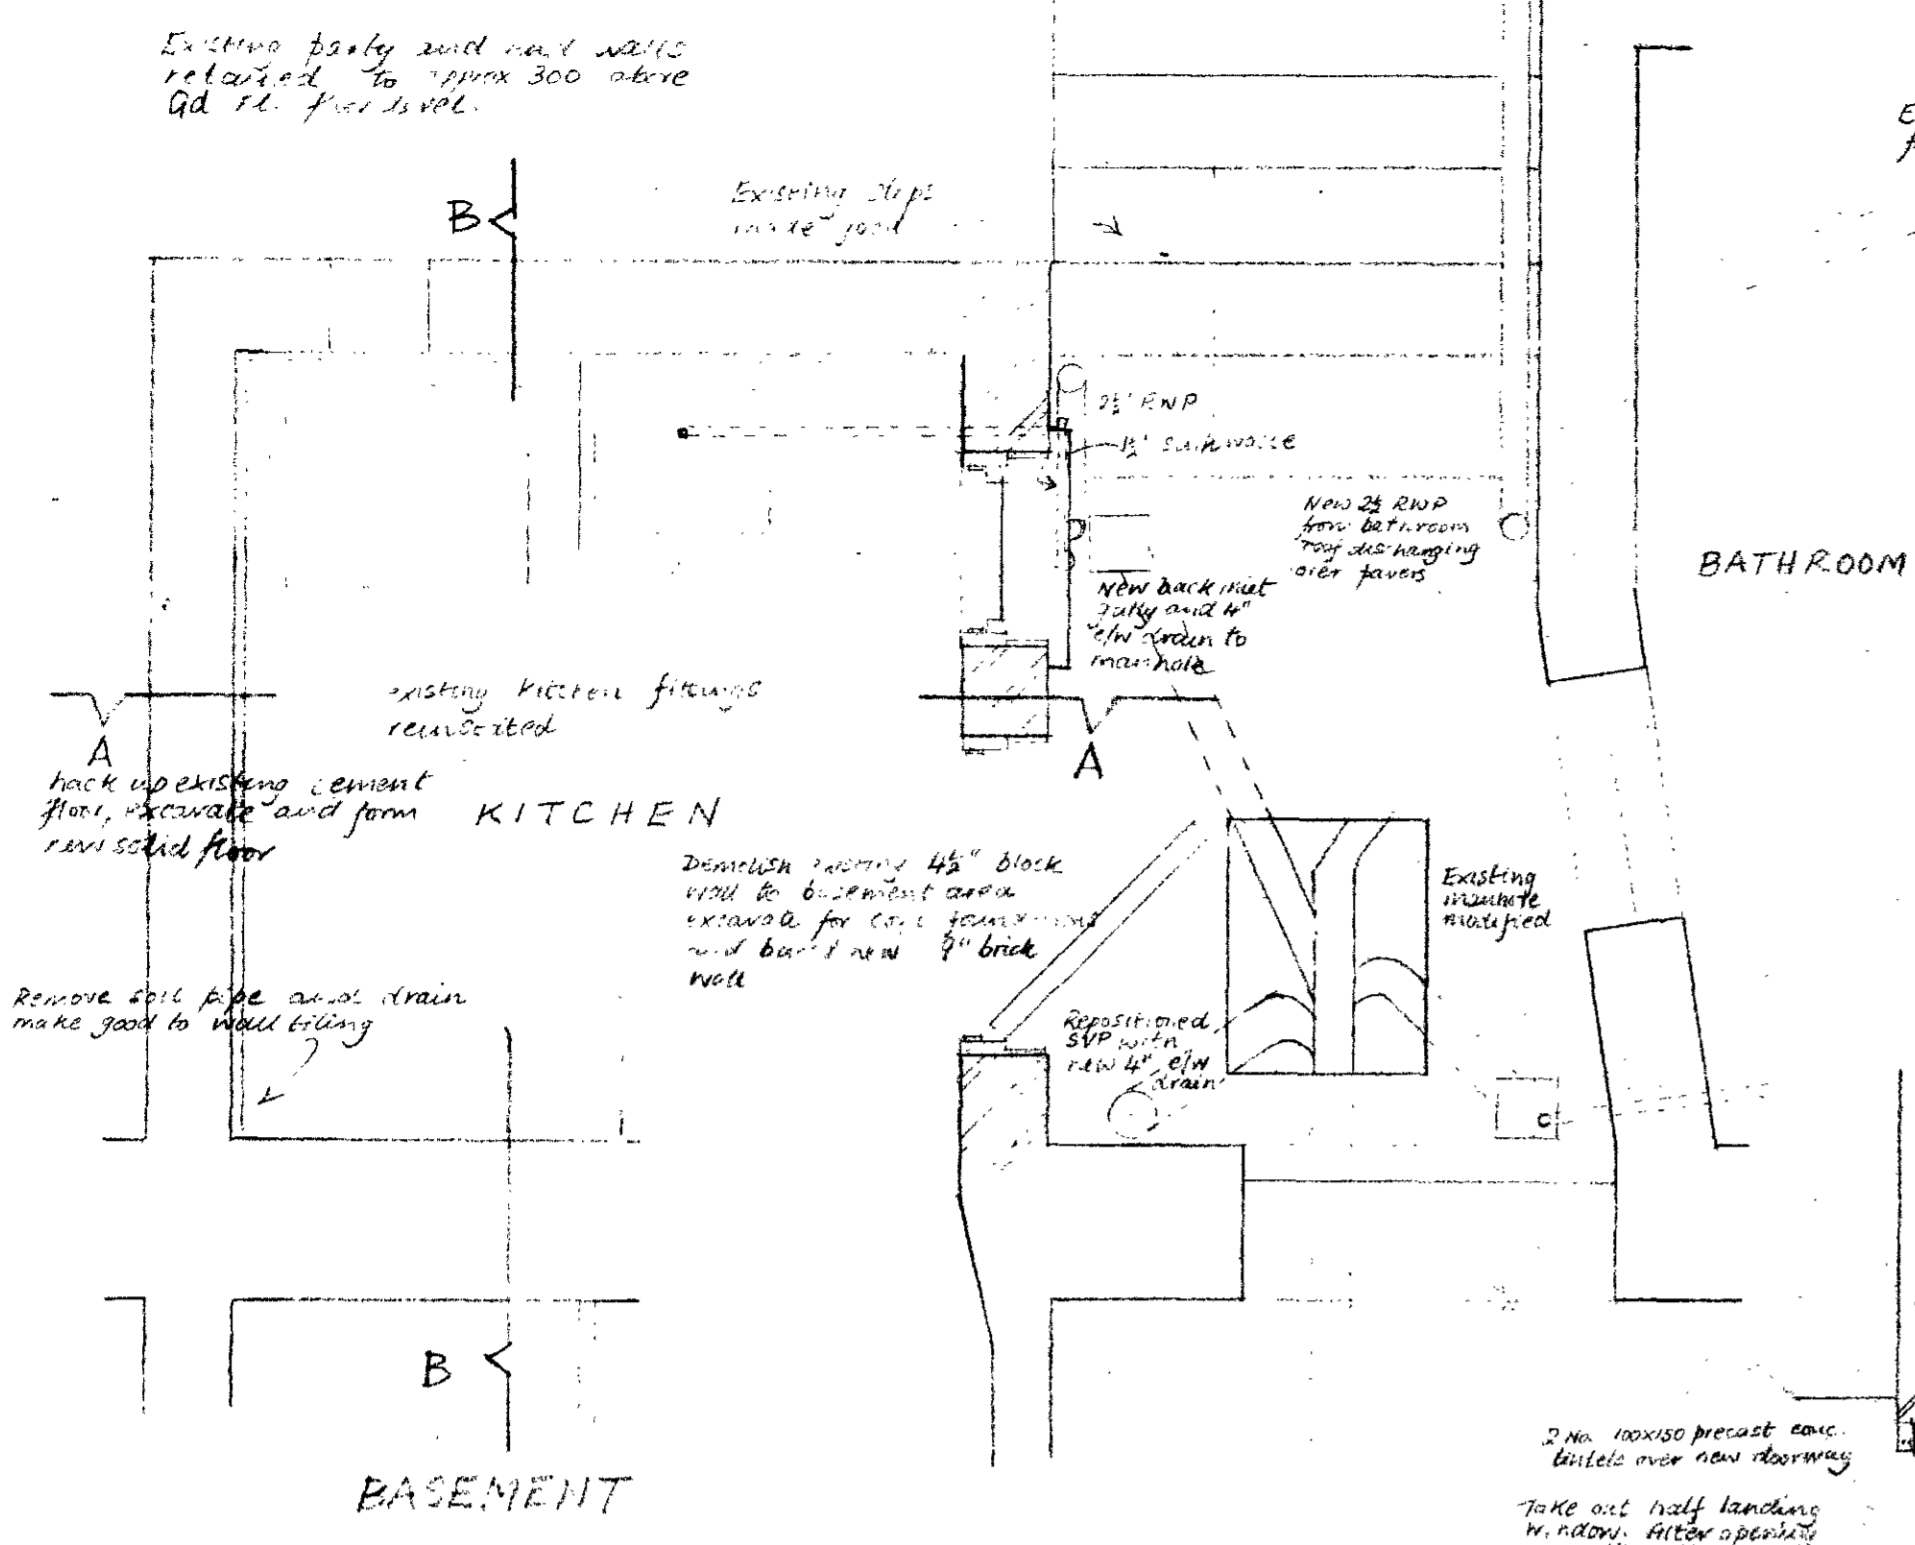 Existing party and walls
retained to approx 300 above
Gd fl. floor level.
B
Existing steps
made good
2½" RWP
1½" sink waste
New 2½ RWP
from bathroom
roof discharging
over pavers
BATHROOM
New back inlet
gully and 4"
e/w drain to
manhole
existing kitchen fittings
reinstated
A
A
hack up existing cement
floor, excavate and form
new solid floor
KITCHEN
Demolish existing 4½" block
wall to basement area
excavate for conc foundations
and build new 9" brick
wall
Existing
manhole
modified
Remove soil pipe and drain
make good to wall tiling
Repositioned
SVP with
new 4" e/w
drain
B
BASEMENT
2 No. 100x150 precast conc.
lintels over new doorway
Take out half landing
window. Alter opening